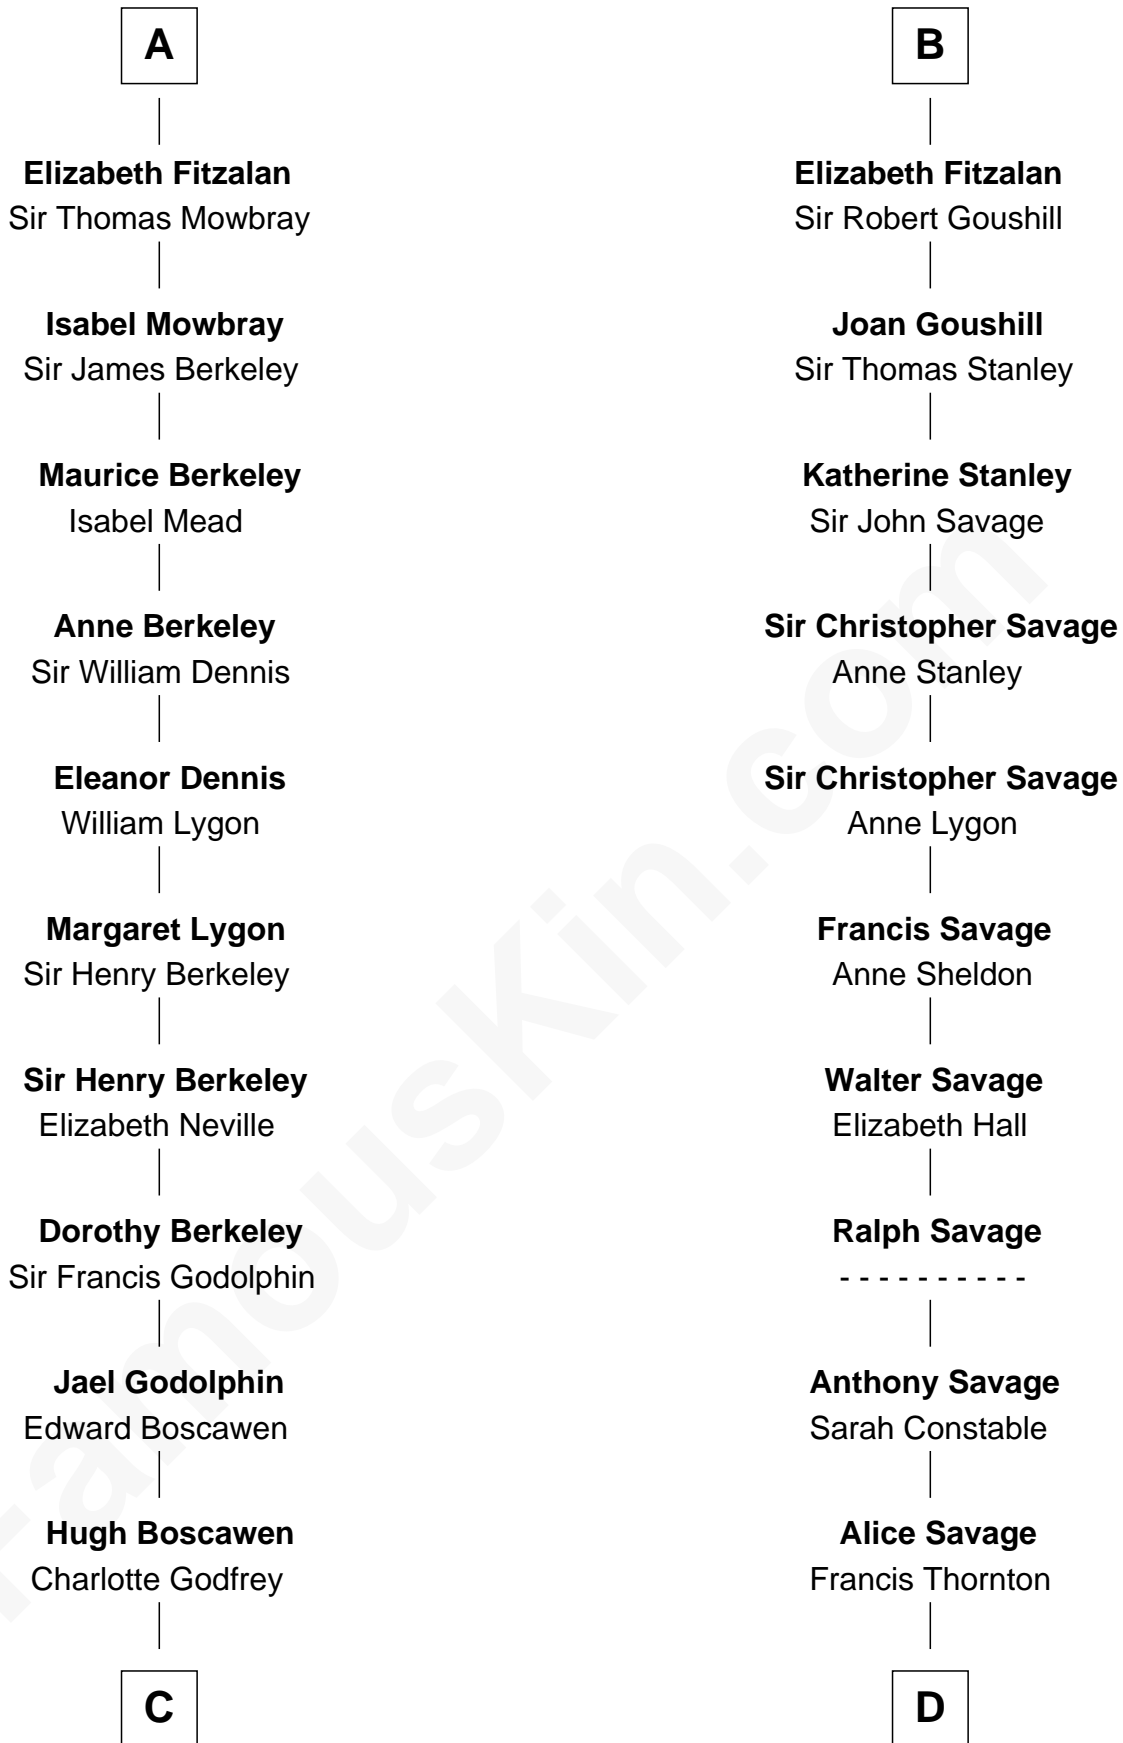 A
Elizabeth Fitzalan
Sir Thomas Mowbray
Isabel Mowbray
Sir James Berkeley
Maurice Berkeley
Isabel Mead
Anne Berkeley
Sir William Dennis
Eleanor Dennis
William Lygon
Margaret Lygon
Sir Henry Berkeley
Sir Henry Berkeley
Elizabeth Neville
Dorothy Berkeley
Sir Francis Godolphin
Jael Godolphin
Edward Boscawen
Hugh Boscawen
Charlotte Godfrey
C
B
Elizabeth Fitzalan
Sir Robert Goushill
Joan Goushill
Sir Thomas Stanley
Katherine Stanley
Sir John Savage
Sir Christopher Savage
Anne Stanley
Sir Christopher Savage
Anne Lygon
Francis Savage
Anne Sheldon
Walter Savage
Elizabeth Hall
Ralph Savage
- - - - - - - - - -
Anthony Savage
Sarah Constable
Alice Savage
Francis Thornton
D
FamousKin.com